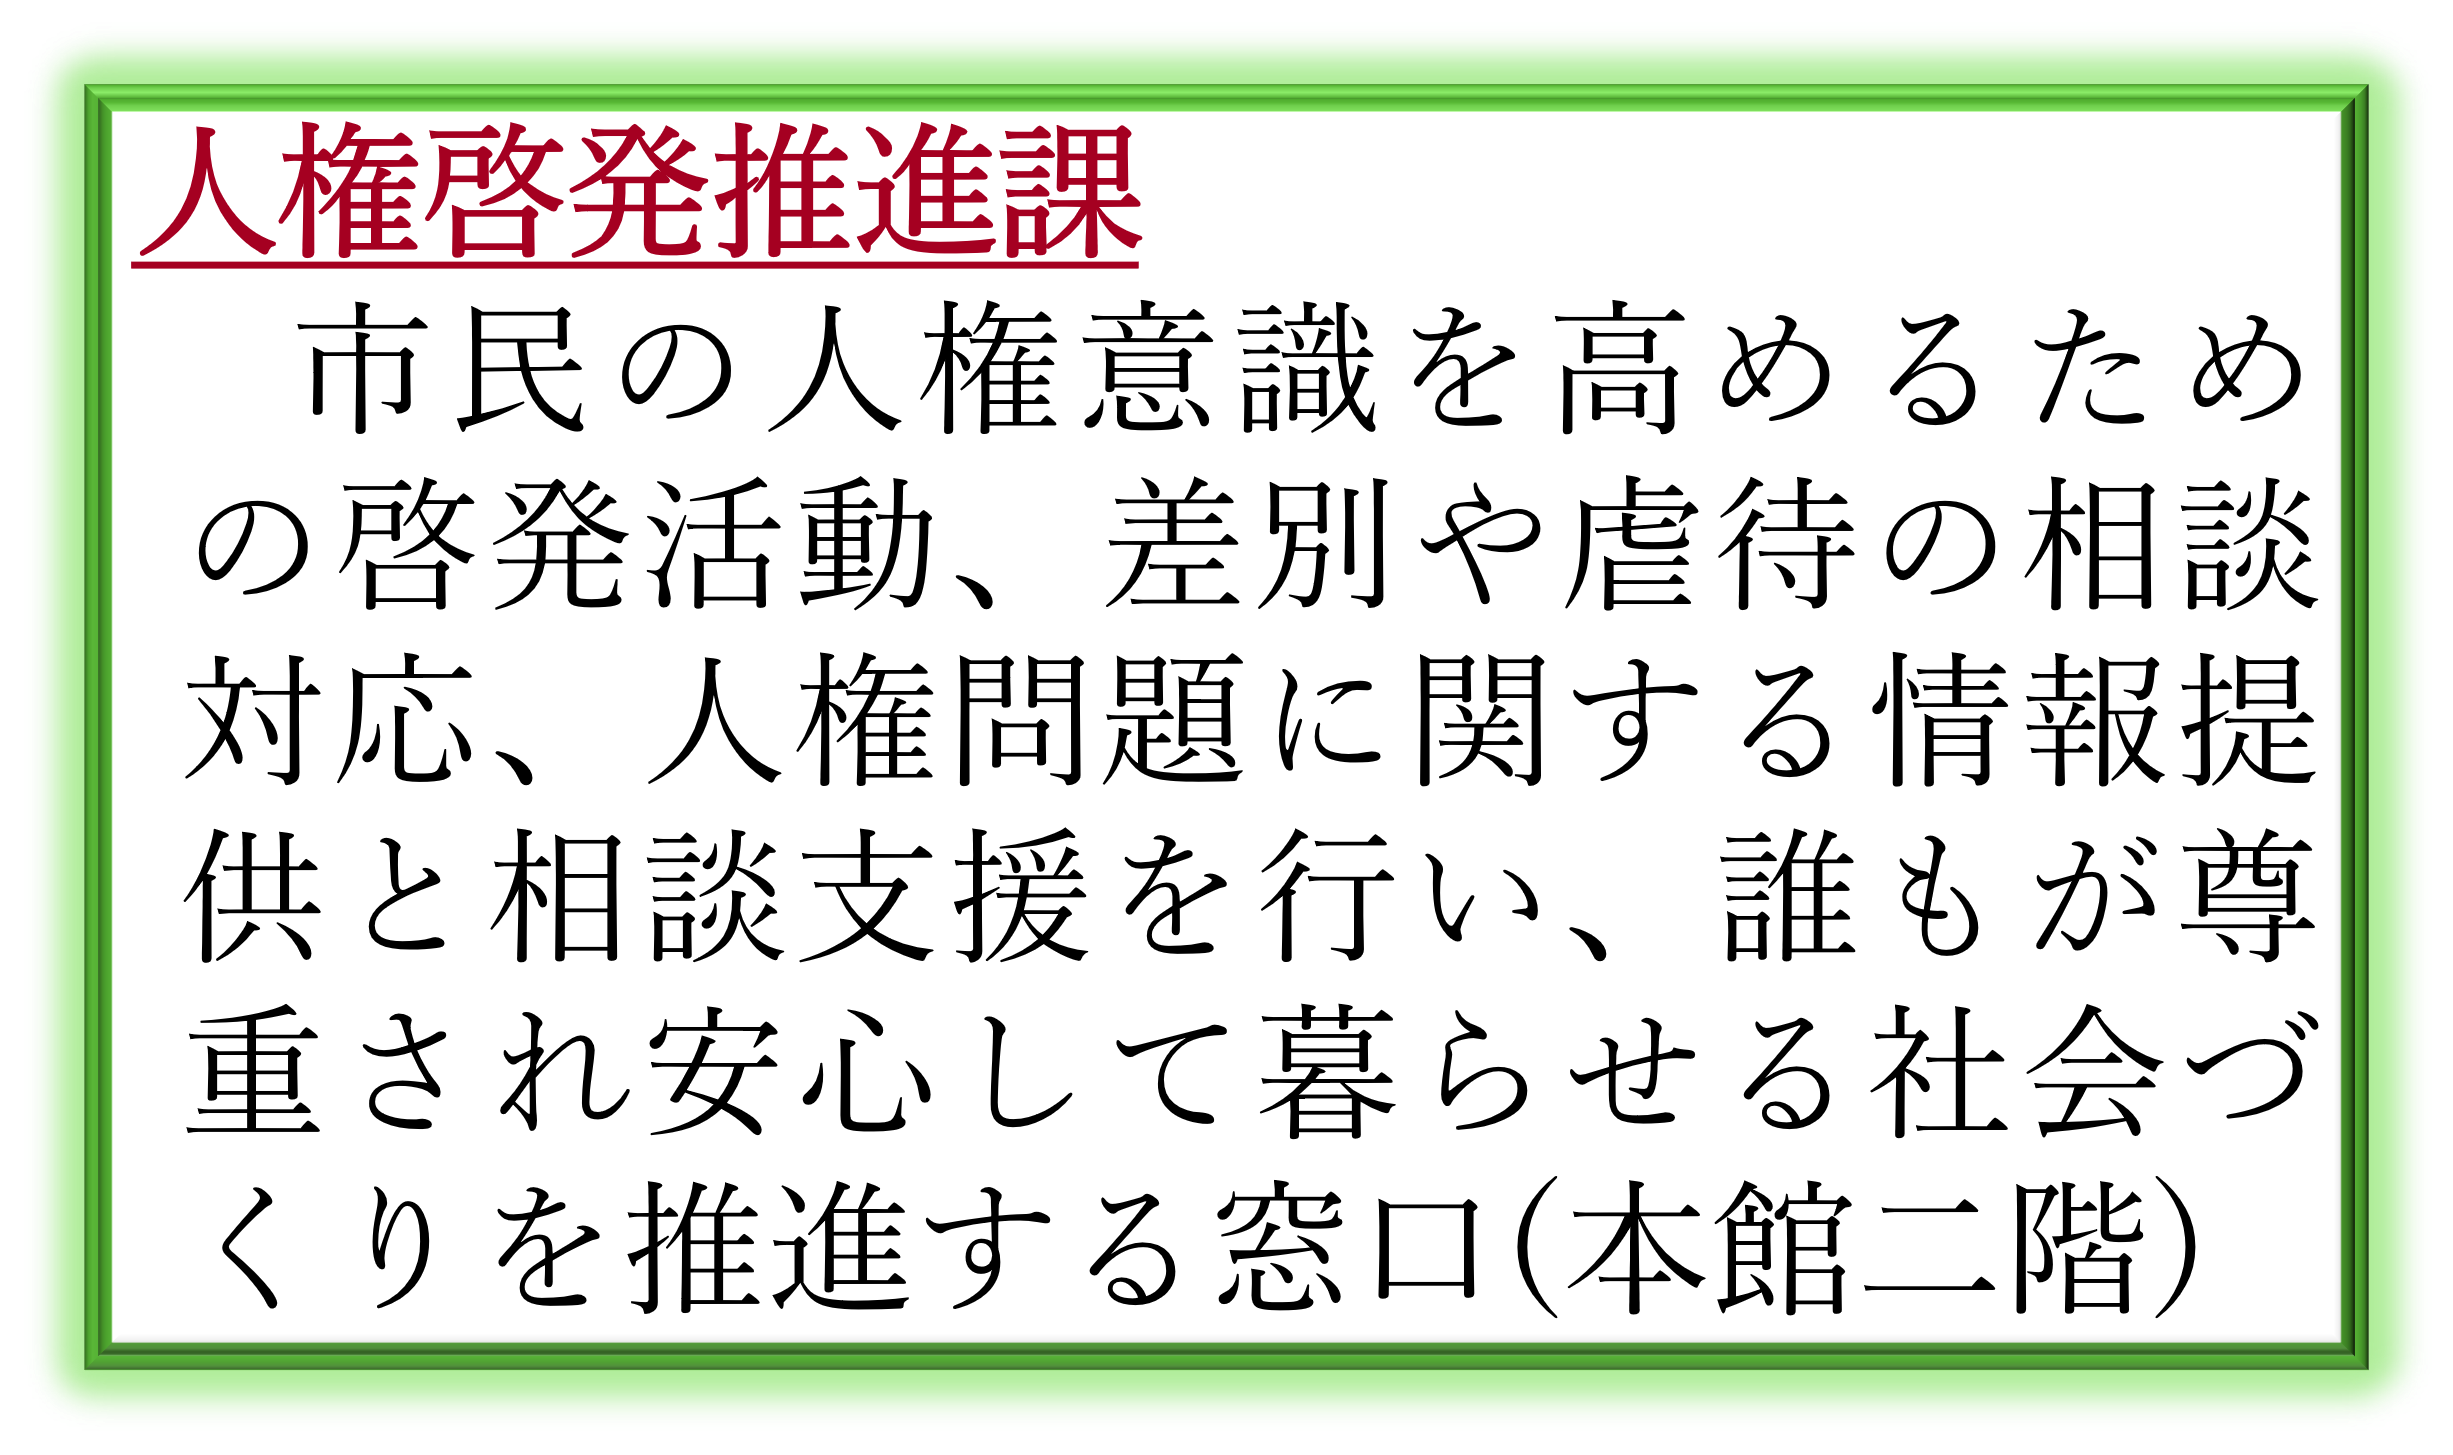 人権啓発推進課
市民の人権意識を高めるため
の啓発活動、差別や虐待の相談
対応、人権問題に関する情報提
供と相談支援を行い、誰もが尊
重され安心して暮らせる社会づ
くりを推進する窓口(本館二階)